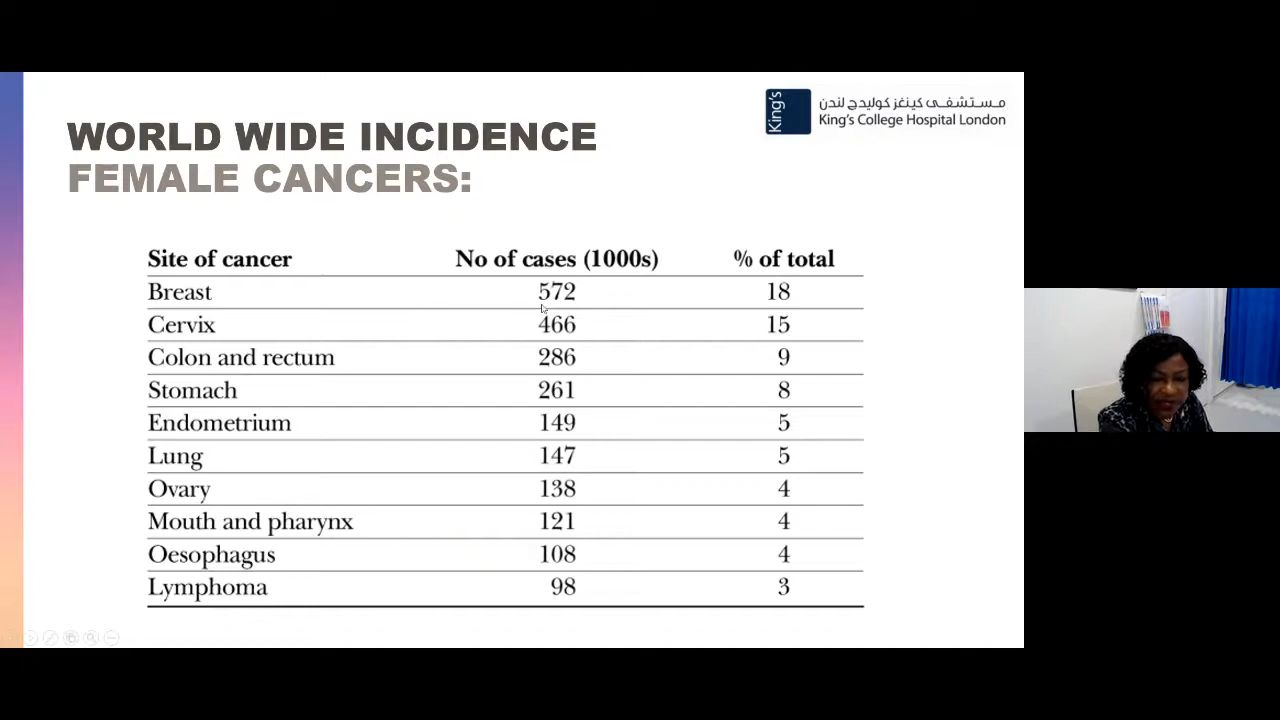 WORLD WIDE INCIDENCE
FEMALE CANCERS:
King's
مستشفى كينغز كوليدج لندن
King's College Hospital London
Site of cancer No of cases (1000s) % of total
Breast 572 18
Cervix 466 15
Colon and rectum 286 9
Stomach 261 8
Endometrium 149 5
Lung 147 5
Ovary 138 4
Mouth and pharynx 121 4
Oesophagus 108 4
Lymphoma 98 3